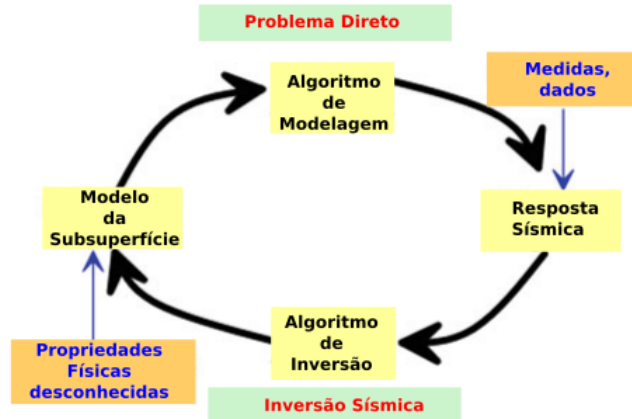 Problema Direto
Algoritmo
de
Modelagem
Medidas,
dados
Modelo
da
Subsuperfície
Resposta
Sísmica
Algoritmo
de
Inversão
Propriedades
Físicas
desconhecidas
Inversão Sísmica